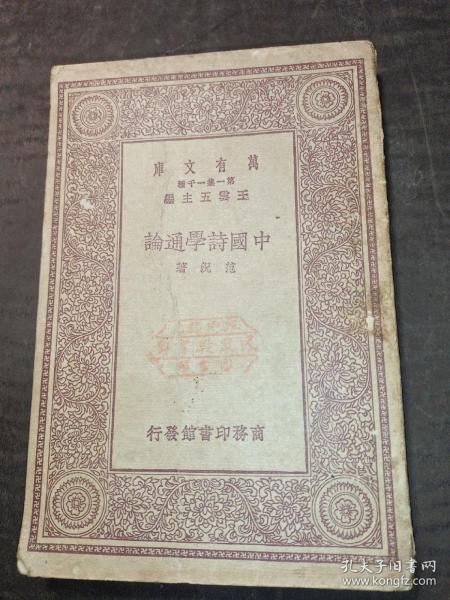 庫文有萬
種千一集一第
編主五雲王
論通學詩國中
著況范
行發館書印務商
孔夫子旧书网
www.kongfz.com